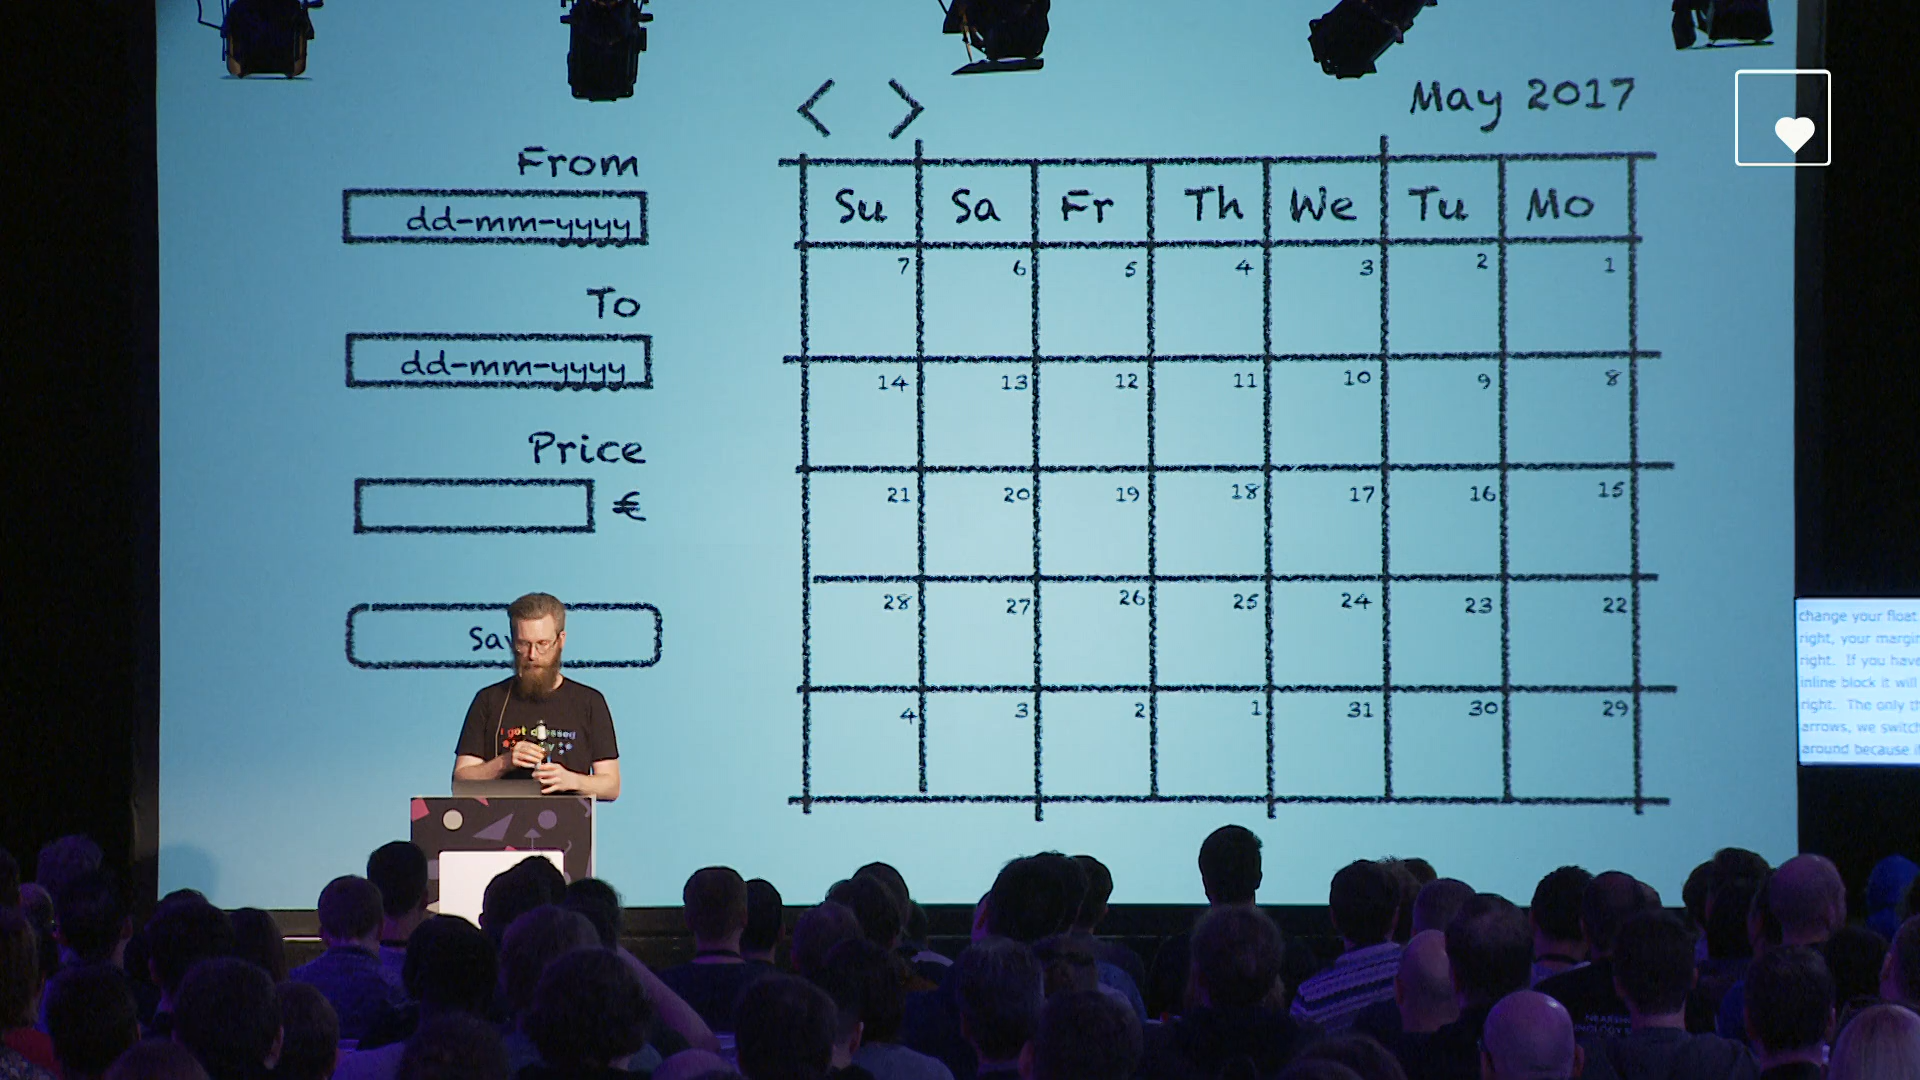 From
dd-mm-yyyy
To
dd-mm-yyyy
Price
€
< >
May 2017
Su Sa Fr Th We Tu Mo
7 6 5 4 3 2 1
14 13 12 11 10 9 8
21 20 19 18 17 16 15
28 27 26 25 24 23 22
4 3 2 1 31 30 29
I got dressed
change your float
right, your margin
right. If you have
inline block it will
right. The only
arrows, we switch
around because